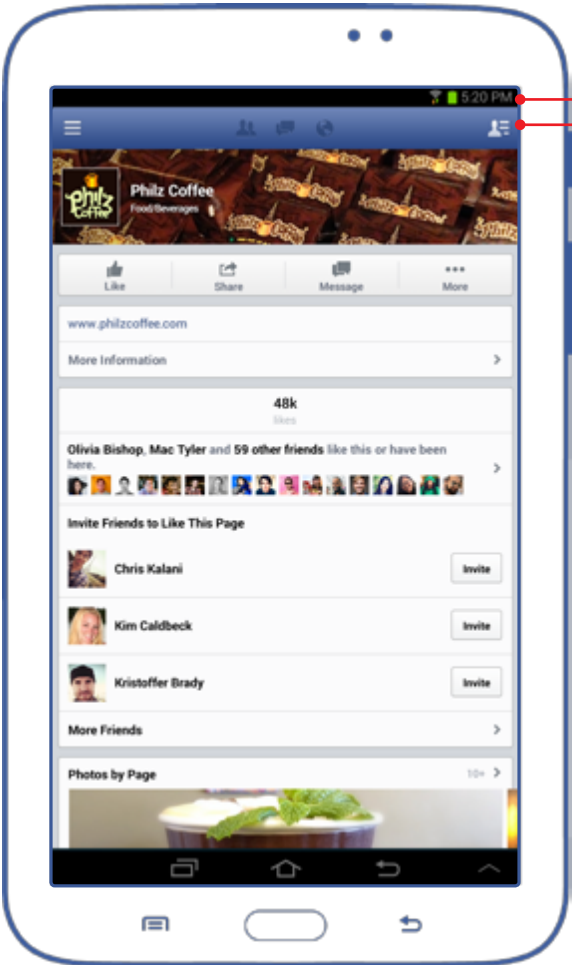 5:20 PM
philz
COFFEE
Philz Coffee
Food/Beverages
Like
Share
Message
More
www.philzcoffee.com
More Information
48k
likes
Olivia Bishop, Mac Tyler and 59 other friends like this or have been
here.
Invite Friends to Like This Page
Chris Kalani
Invite
Kim Caldbeck
Invite
Kristoffer Brady
Invite
More Friends
Photos by Page
10+